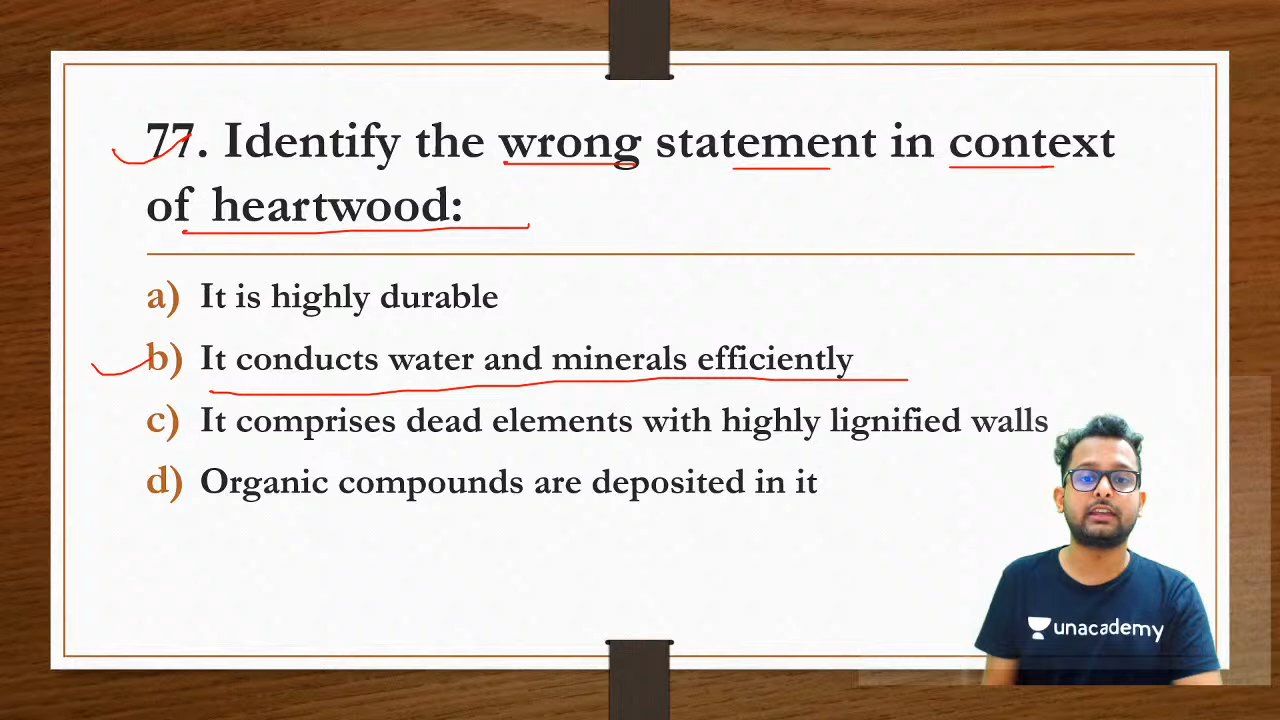 77. Identify the wrong statement in context
of heartwood:
a) It is highly durable
b) It conducts water and minerals efficiently
c) It comprises dead elements with highly lignified walls
d) Organic compounds are deposited in it
unacademy